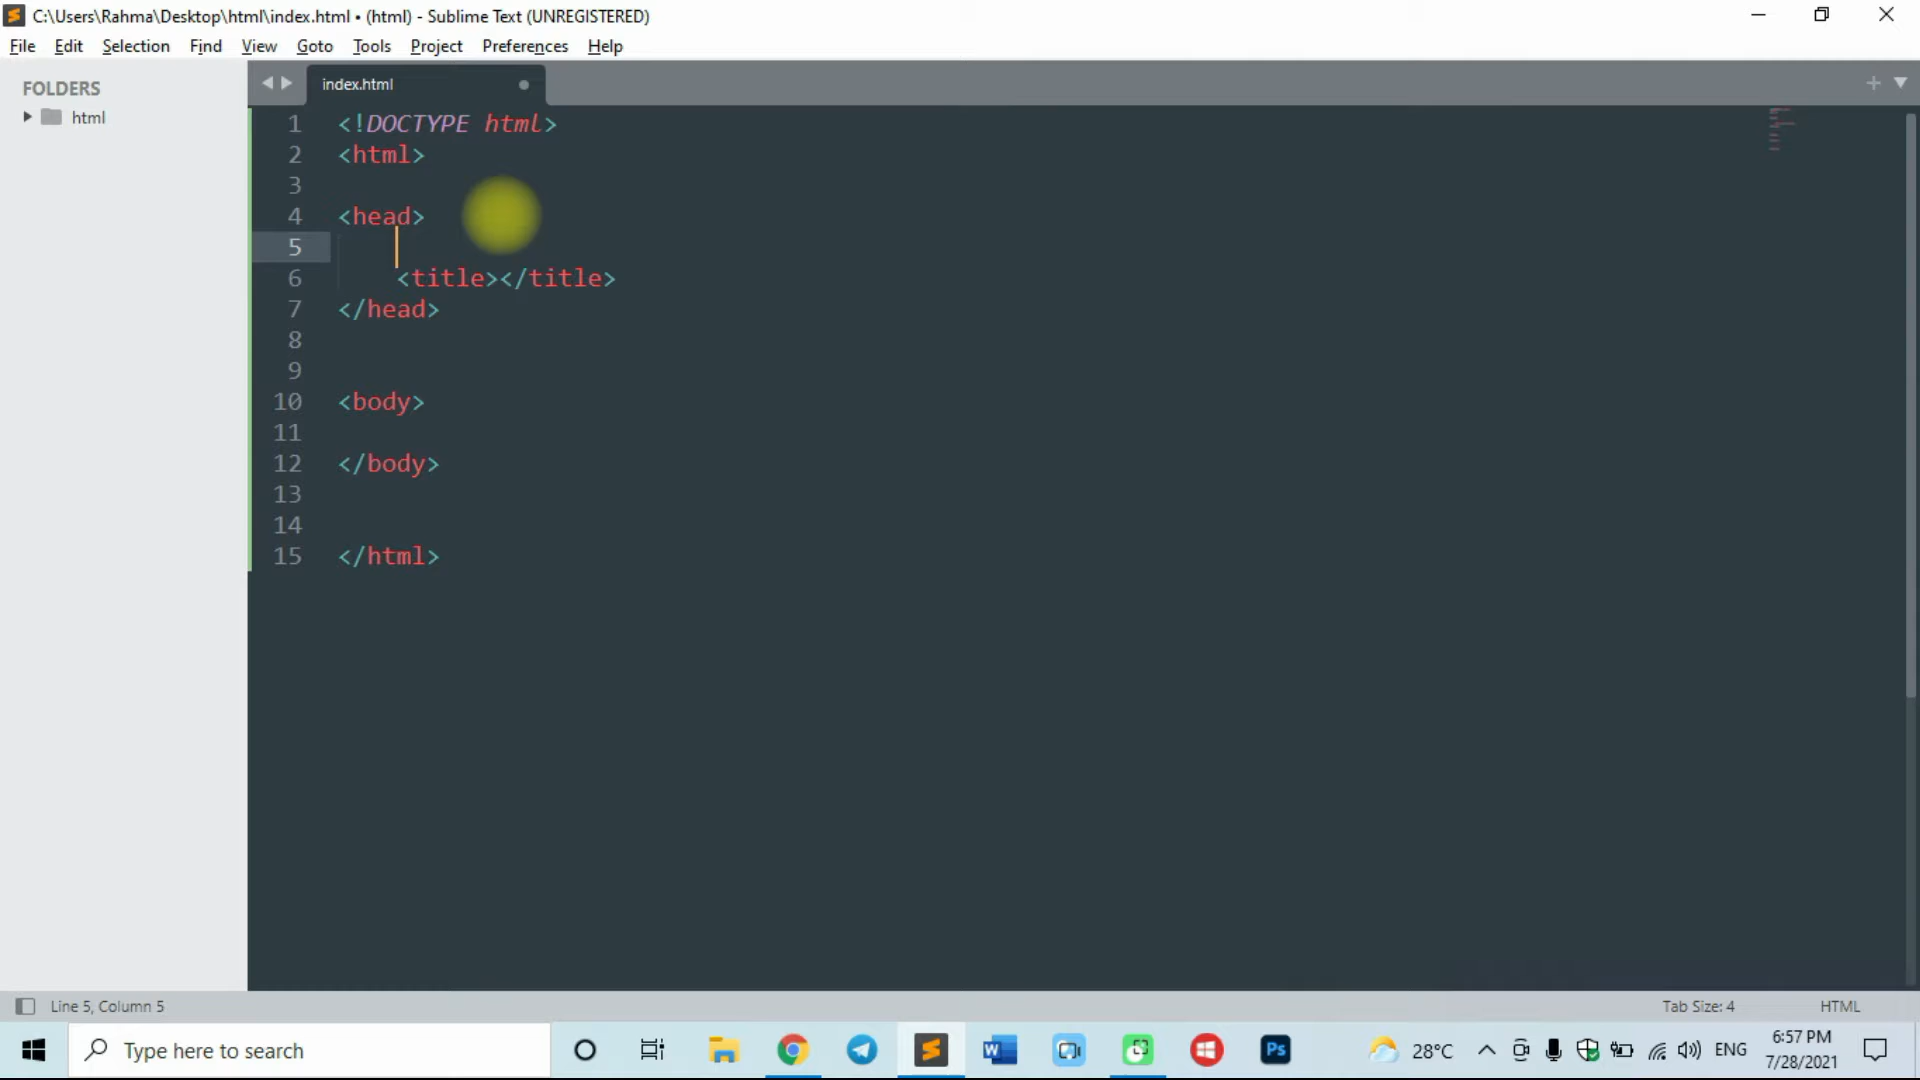 C:\Users\Rahma\Desktop\html\index.html • (html) - Sublime Text (UNREGISTERED)
File Edit Selection Find View Goto Tools Project Preferences Help
FOLDERS
html
index.html
1 <!DOCTYPE html>
2 <html>
3
4 <head>
5
6 <title></title>
7 </head>
8
9
10 <body>
11
12 </body>
13
14
15 </html>
Line 5, Column 5
Tab Size: 4
HTML
Type here to search
W
Ps
28°C
ENG
6:57 PM
7/28/2021